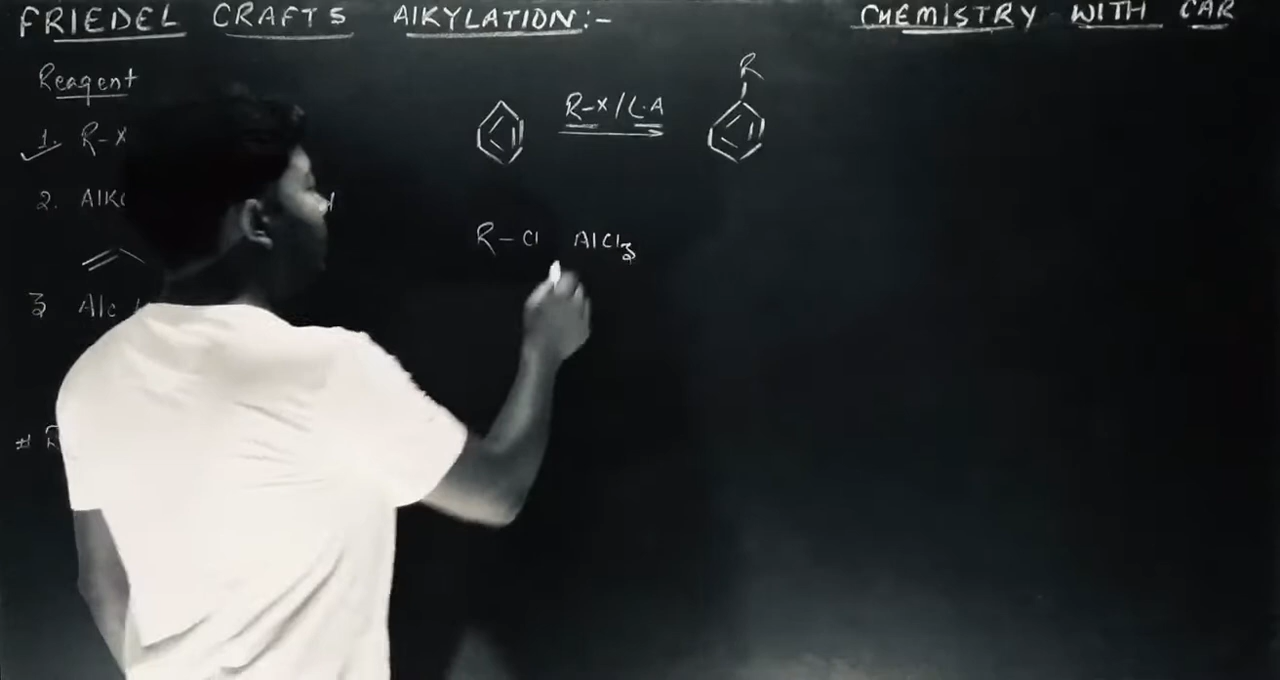 FRIEDEL CRAFTS AlKYLATION:-
CHEMISTRY WITH CAR
Reagent
1. R-X
2. AlK
3 Alc
#
R-X/L.A
R
R-Cl AlCl3